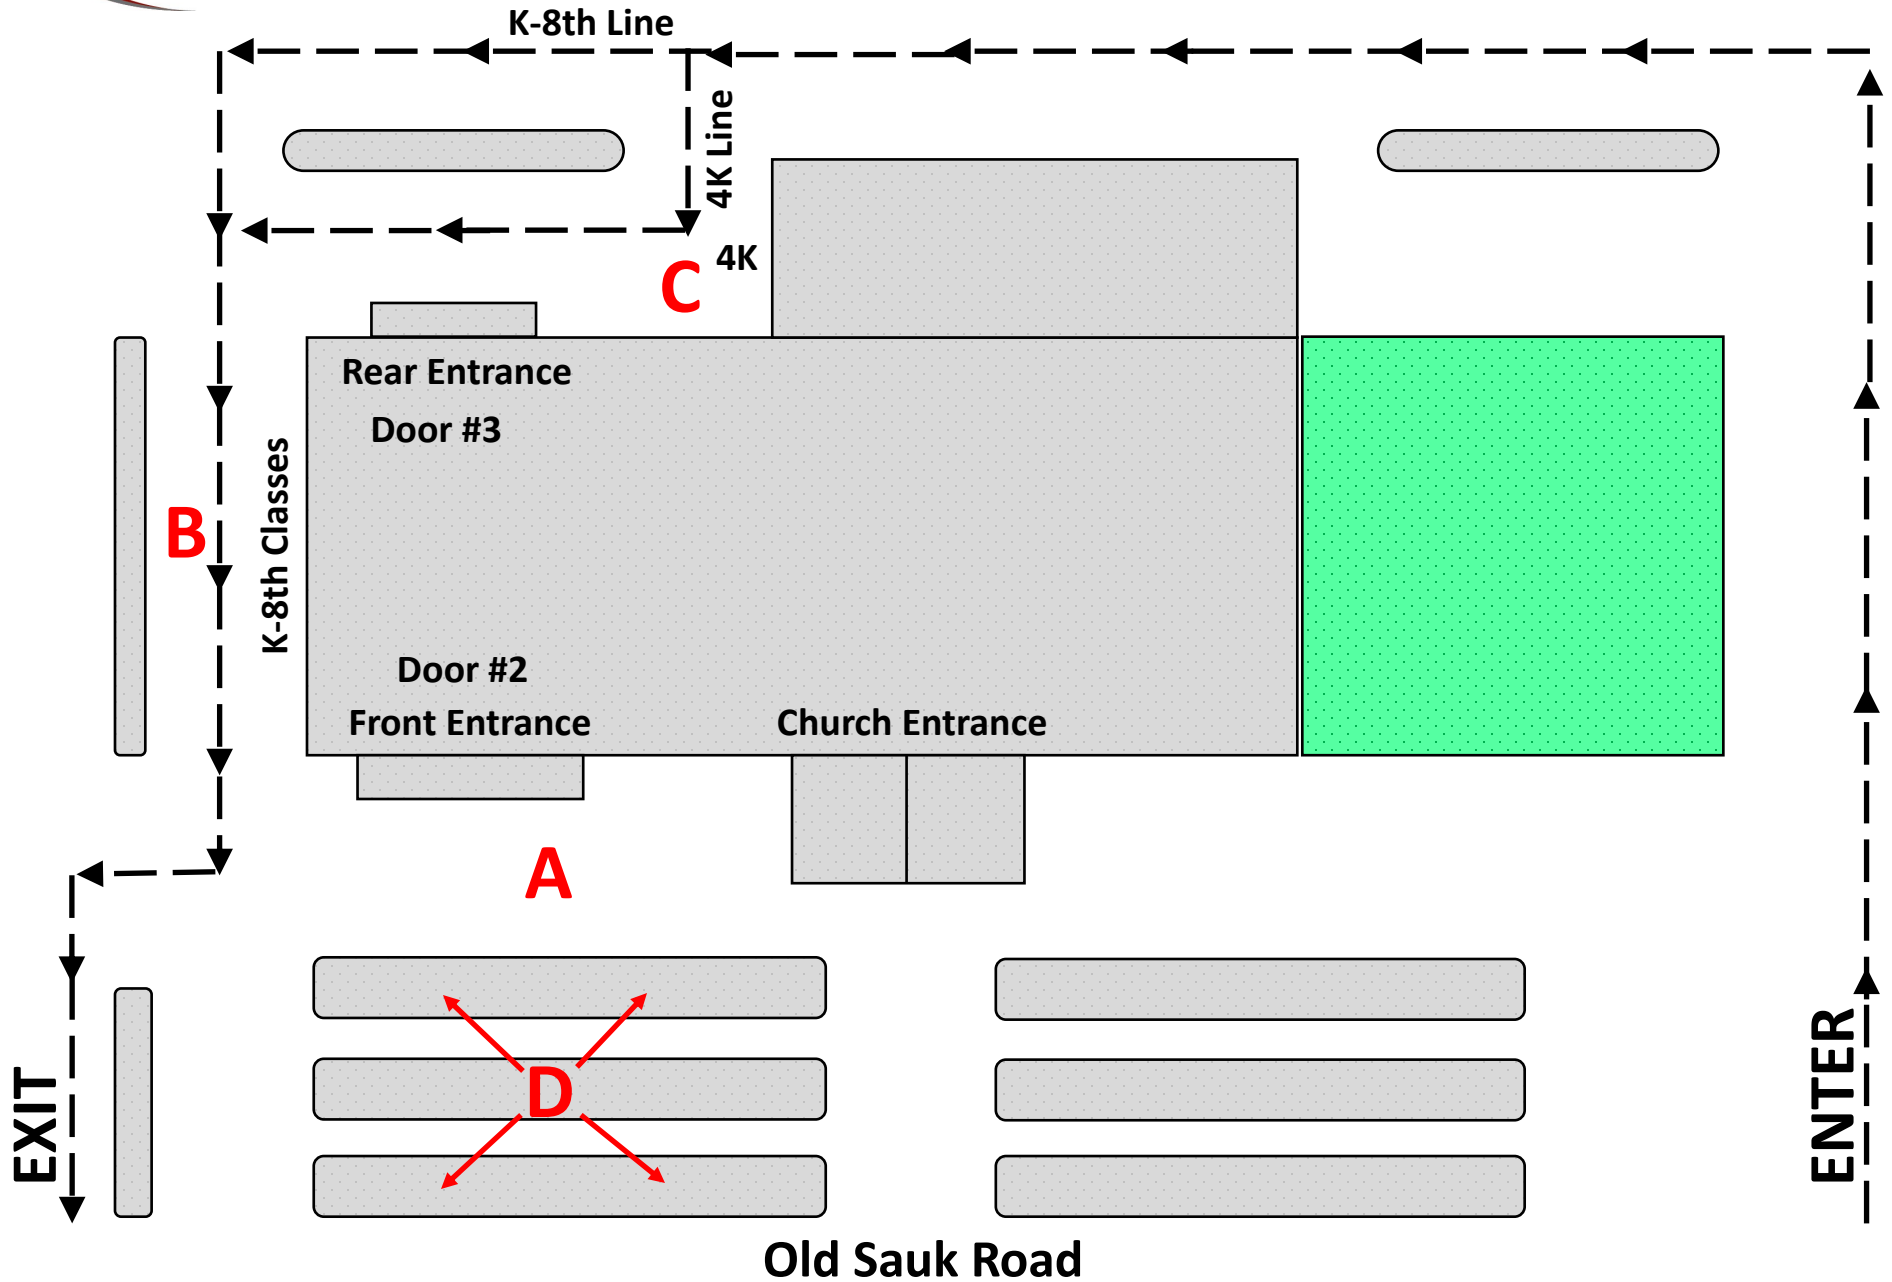 K-8th Line
4K Line
4K
C
Rear Entrance
Door #3
K-8th Classes
B
Door #2
Front Entrance
Church Entrance
A
D
EXIT
ENTER
Old Sauk Road